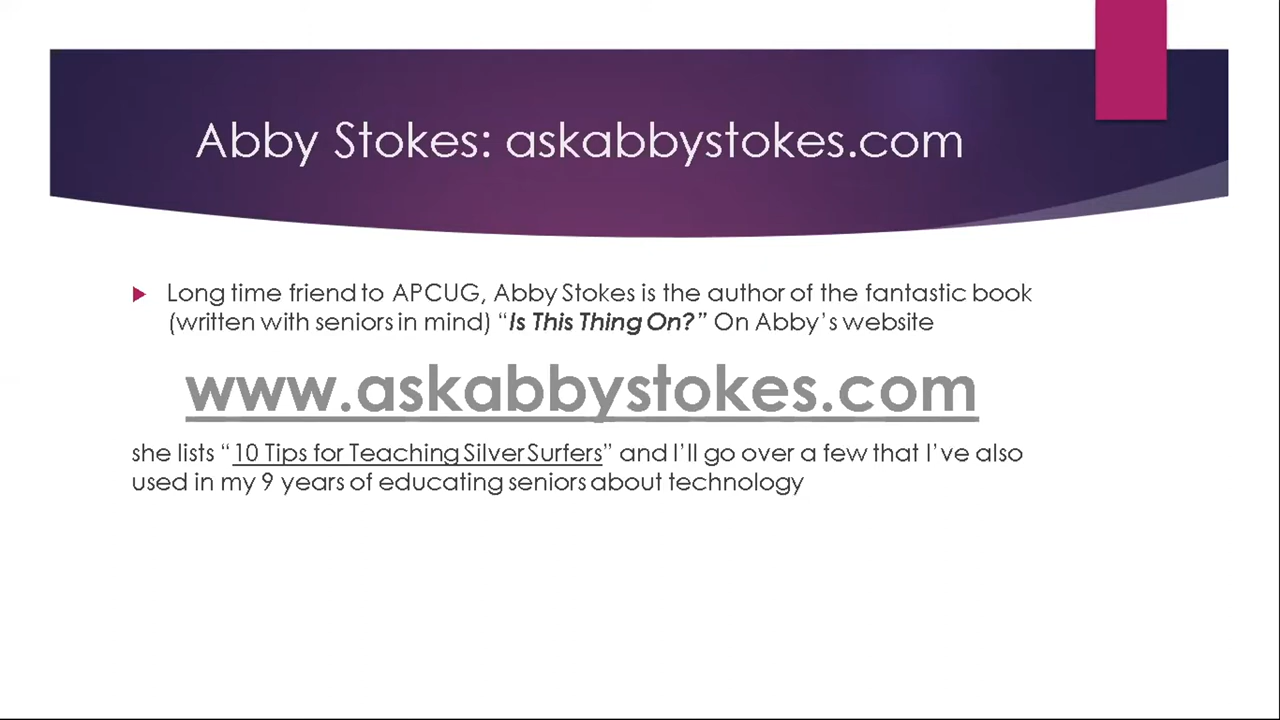 Abby Stokes: askabbystokes.com
Long time friend to APCUG, Abby Stokes is the author of the fantastic book
(written with seniors in mind) “Is This Thing On?” On Abby’s website
www.askabbystokes.com
she lists “10 Tips for Teaching Silver Surfers” and I’ll go over a few that I’ve also
used in my 9 years of educating seniors about technology